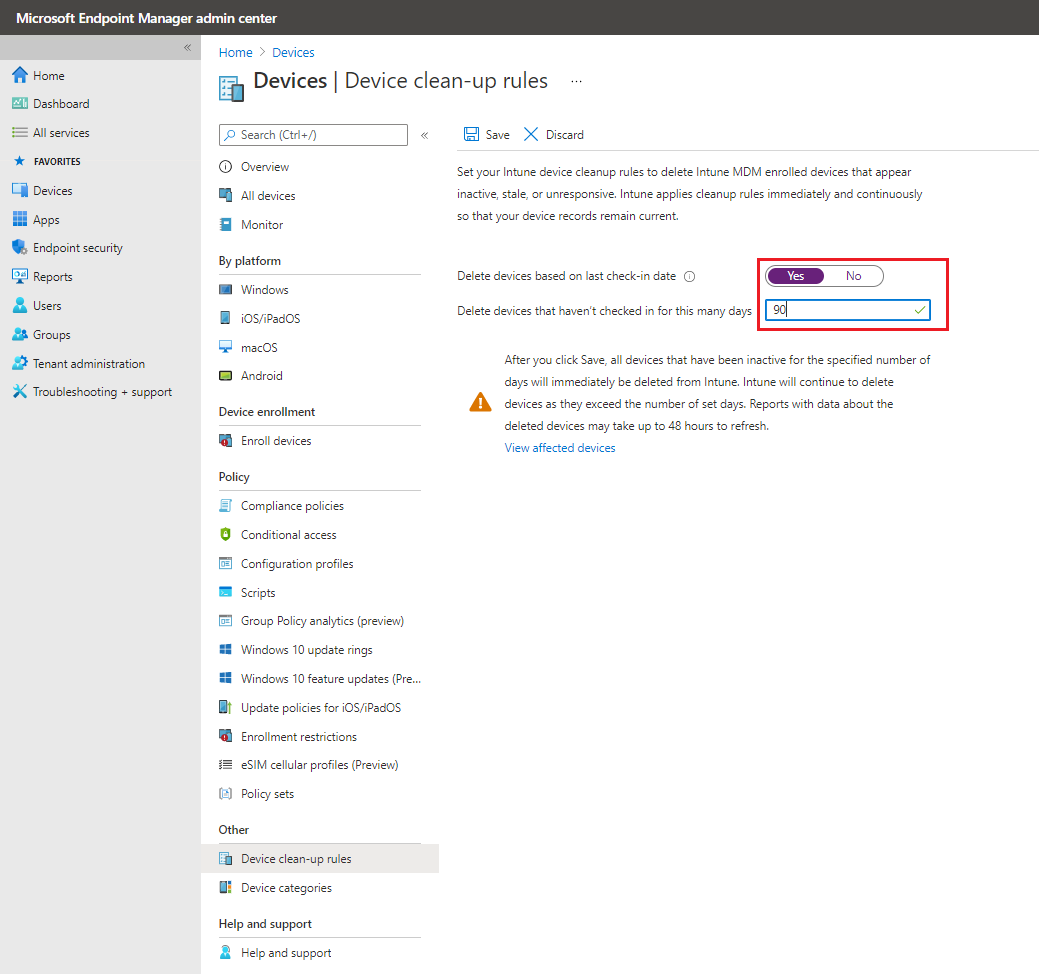 Microsoft Endpoint Manager admin center
«
Home
Dashboard
All services
FAVORITES
Devices
Apps
Endpoint security
Reports
Users
Groups
Tenant administration
Troubleshooting + support
Home > Devices
Devices | Device clean-up rules ...
Search (Ctrl+/)
«
Overview
All devices
Monitor
By platform
Windows
iOS/iPadOS
macOS
Android
Device enrollment
Enroll devices
Policy
Compliance policies
Conditional access
Configuration profiles
Scripts
Group Policy analytics (preview)
Windows 10 update rings
Windows 10 feature updates (Pre...
Update policies for iOS/iPadOS
Enrollment restrictions
eSIM cellular profiles (Preview)
Policy sets
Other
Device clean-up rules
Device categories
Help and support
Help and support
Save Discard
Set your Intune device cleanup rules to delete Intune MDM enrolled devices that appear
inactive, stale, or unresponsive. Intune applies cleanup rules immediately and continuously
so that your device records remain current.
Delete devices based on last check-in date Yes No
Delete devices that haven't checked in for this many days 90
After you click Save, all devices that have been inactive for the specified number of
days will immediately be deleted from Intune. Intune will continue to delete
devices as they exceed the number of set days. Reports with data about the
deleted devices may take up to 48 hours to refresh.
View affected devices